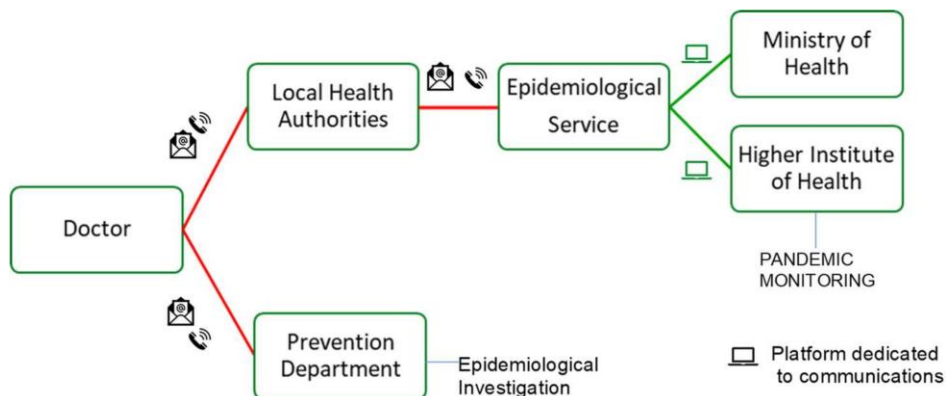 Ministry of
Health
Local Health
Authorities
Epidemiological
Service
Higher Institute
of Health
Doctor
PANDEMIC
MONITORING
Prevention
Department
Epidemiological
Investigation
Platform dedicated
to communications